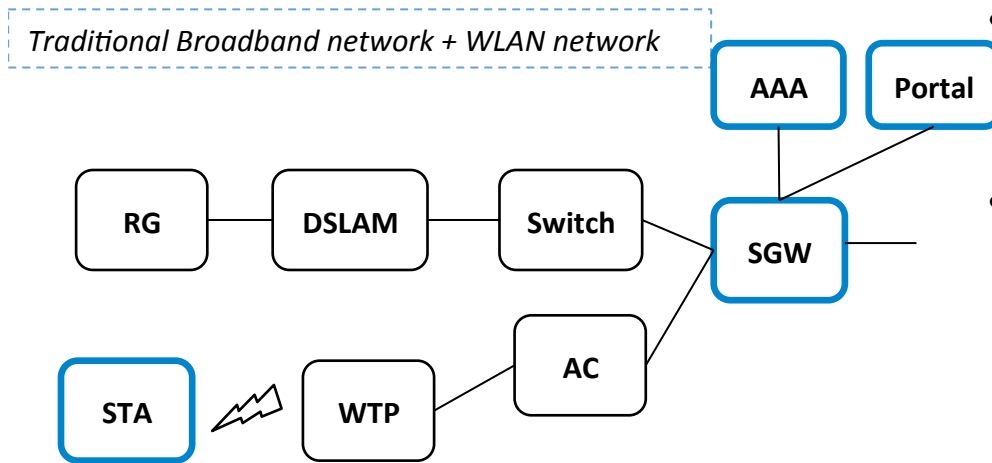 Traditional Broadband network + WLAN network
AAA
Portal
RG
DSLAM
Switch
SGW
AC
STA
WTP